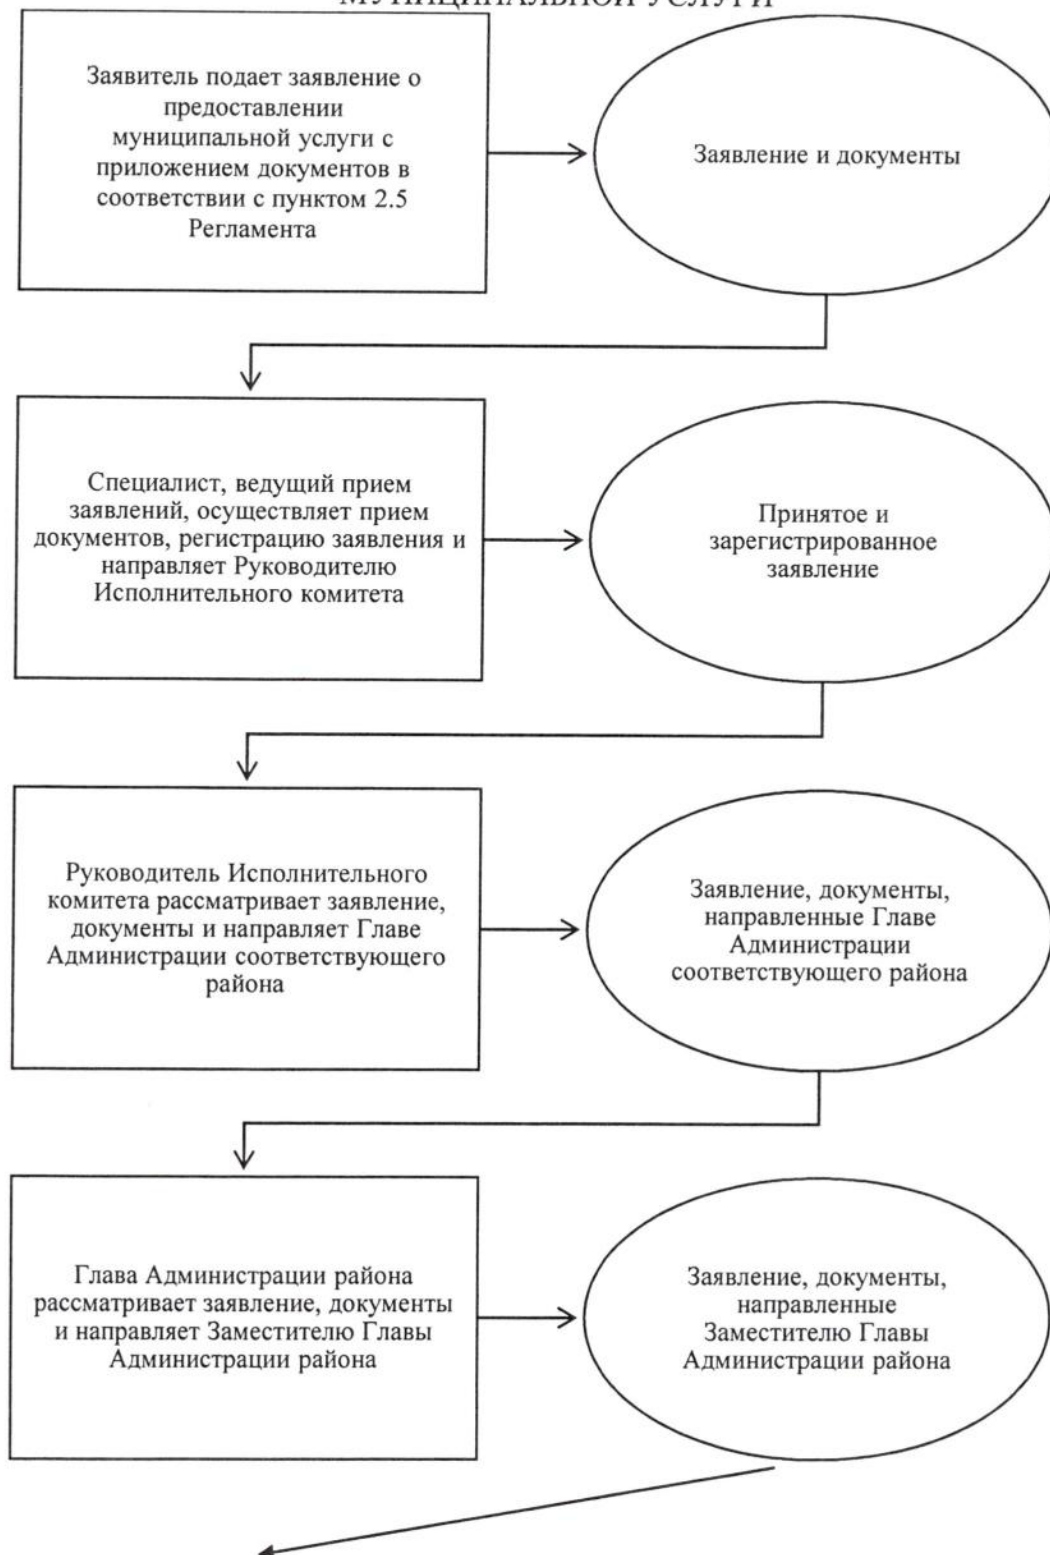 МУНИЦИПАЛЬНОЙ УСЛУГИ
Заявитель подает заявление о
предоставлении
муниципальной услуги с
приложением документов в
соответствии с пунктом 2.5
Регламента
Заявление и документы
Специалист, ведущий прием
заявлений, осуществляет прием
документов, регистрацию заявления и
направляет Руководителю
Исполнительного комитета
Принятое и
зарегистрированное
заявление
Руководитель Исполнительного
комитета рассматривает заявление,
документы и направляет Главе
Администрации соответствующего
района
Заявление, документы,
направленные Главе
Администрации
соответствующего района
Глава Администрации района
рассматривает заявление, документы
и направляет Заместителю Главы
Администрации района
Заявление, документы,
направленные
Заместителю Главы
Администрации района